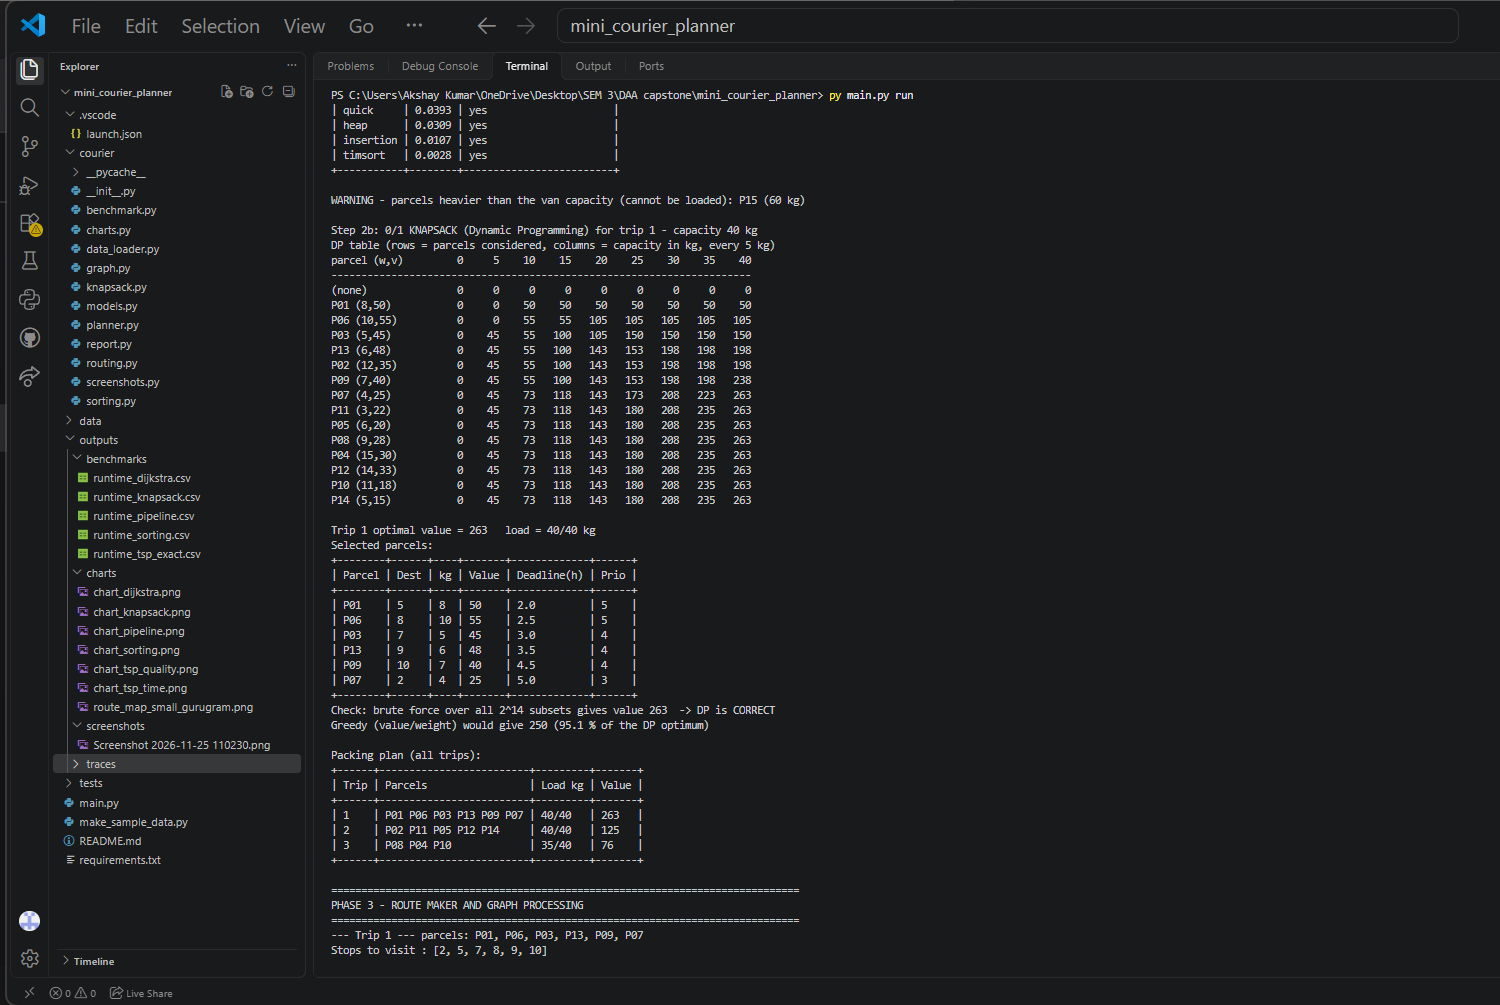 File Edit Selection View Go ··· mini_courier_planner
Explorer ···
mini_courier_planner
.vscode
launch.json
courier
__pycache__
__init__.py
benchmark.py
charts.py
data_loader.py
graph.py
knapsack.py
models.py
planner.py
report.py
routing.py
screenshots.py
sorting.py
data
outputs
benchmarks
runtime_dijkstra.csv
runtime_knapsack.csv
runtime_pipeline.csv
runtime_sorting.csv
runtime_tsp_exact.csv
charts
chart_dijkstra.png
chart_knapsack.png
chart_pipeline.png
chart_sorting.png
chart_tsp_quality.png
chart_tsp_time.png
route_map_small_gurugram.png
screenshots
Screenshot 2026-11-25 110230.png
traces
tests
main.py
make_sample_data.py
README.md
requirements.txt
Timeline
Problems Debug Console Terminal Output Ports
PS C:\Users\Akshay Kumar\OneDrive\Desktop\SEM 3\DAA capstone\mini_courier_planner> py main.py run
| quick     | 0.0393 | yes                     |
| heap      | 0.0309 | yes                     |
| insertion | 0.0107 | yes                     |
| timsort   | 0.0028 | yes                     |
+-----------+--------+-------------------------+
WARNING - parcels heavier than the van capacity (cannot be loaded): P15 (60 kg)
Step 2b: 0/1 KNAPSACK (Dynamic Programming) for trip 1 - capacity 40 kg
DP table (rows = parcels considered, columns = capacity in kg, every 5 kg)
parcel (w,v) 0 5 10 15 20 25 30 35 40
----------------------------------------------------------------------
(none) 0 0 0 0 0 0 0 0 0
P01 (8,50) 0 0 50 50 50 50 50 50 50
P06 (10,55) 0 0 55 55 105 105 105 105 105
P03 (5,45) 0 45 55 100 105 150 150 150 150
P13 (6,48) 0 45 55 100 143 153 198 198 198
P02 (12,35) 0 45 55 100 143 153 198 198 198
P09 (7,40) 0 45 55 100 143 153 198 198 238
P07 (4,25) 0 45 73 118 143 173 208 223 263
P11 (3,22) 0 45 73 118 143 180 208 235 263
P05 (6,20) 0 45 73 118 143 180 208 235 263
P08 (9,28) 0 45 73 118 143 180 208 235 263
P04 (15,30) 0 45 73 118 143 180 208 235 263
P12 (14,33) 0 45 73 118 143 180 208 235 263
P10 (11,18) 0 45 73 118 143 180 208 235 263
P14 (5,15) 0 45 73 118 143 180 208 235 263
Trip 1 optimal value = 263   load = 40/40 kg
Selected parcels:
+--------+------+----+-------+-------------+------+
| Parcel | Dest | kg | Value | Deadline(h) | Prio |
+--------+------+----+-------+-------------+------+
| P01    | 5    | 8  | 50    | 2.0         | 5    |
| P06    | 8    | 10 | 55    | 2.5         | 5    |
| P03    | 7    | 5  | 45    | 3.0         | 4    |
| P13    | 9    | 6  | 48    | 3.5         | 4    |
| P09    | 10   | 7  | 40    | 4.5         | 4    |
| P07    | 2    | 4  | 25    | 5.0         | 3    |
+--------+------+----+-------+-------------+------+
Check: brute force over all 2^14 subsets gives value 263  -> DP is CORRECT
Greedy (value/weight) would give 250 (95.1 % of the DP optimum)
Packing plan (all trips):
+------+-------------------------+---------+-------+
| Trip | Parcels                 | Load kg | Value |
+------+-------------------------+---------+-------+
| 1    | P01 P06 P03 P13 P09 P07 | 40/40   | 263   |
| 2    | P02 P11 P05 P12 P14     | 40/40   | 125   |
| 3    | P08 P04 P10             | 35/40   | 76    |
+------+-------------------------+---------+-------+
==============================================================================
PHASE 3 - ROUTE MAKER AND GRAPH PROCESSING
==============================================================================
--- Trip 1 --- parcels: P01, P06, P03, P13, P09, P07
Stops to visit : [2, 5, 7, 8, 9, 10]
0 0 Live Share